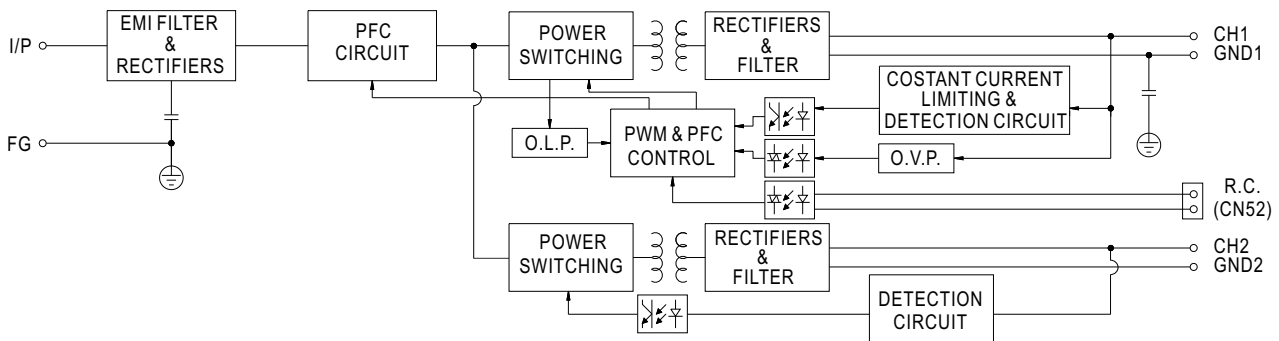 I/P
EMI FILTER
&
RECTIFIERS
PFC
CIRCUIT
POWER
SWITCHING
RECTIFIERS
&
FILTER
CH1
GND1
COSTANT CURRENT
LIMITING &
DETECTION CIRCUIT
FG
O.L.P.
PWM & PFC
CONTROL
O.V.P.
R.C.
(CN52)
POWER
SWITCHING
RECTIFIERS
&
FILTER
CH2
GND2
DETECTION
CIRCUIT